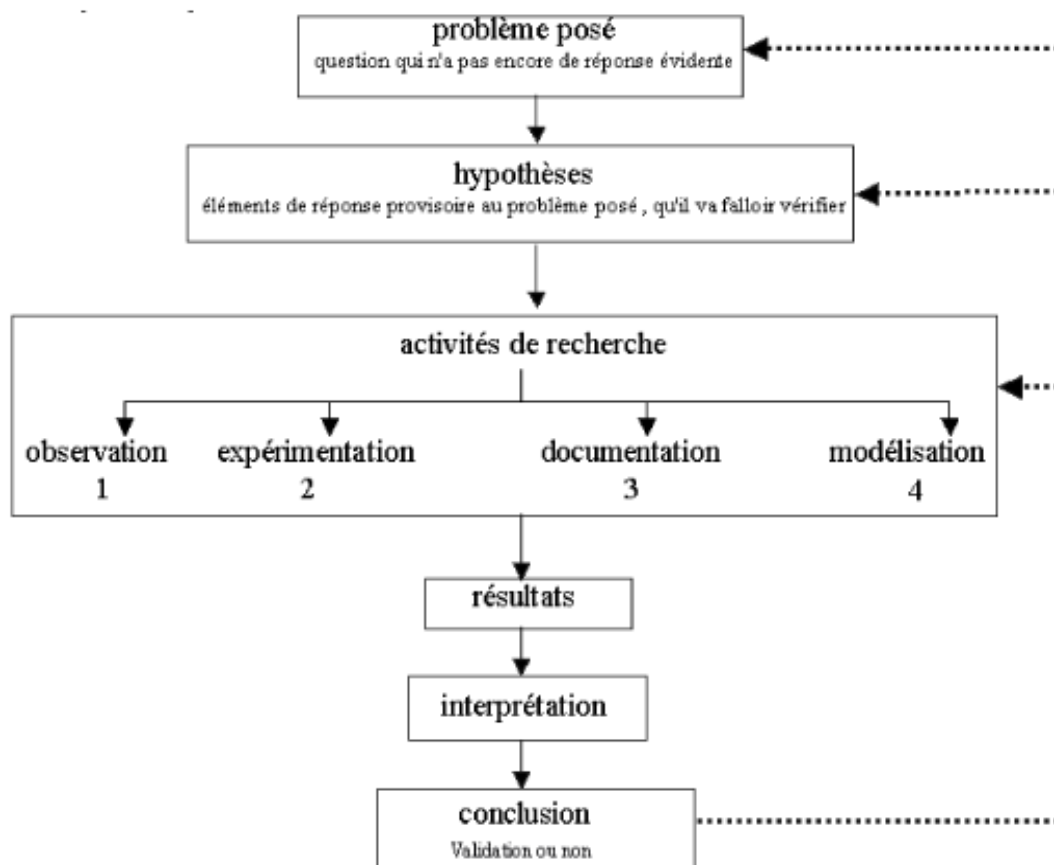 problème posé
question qui n'a pas encore de réponse évidente
hypothèses
éléments de réponse provisoire au problème posé , qu'il va falloir vérifier
activités de recherche
observation expérimentation documentation modélisation
1 2 3 4
résultats
interprétation
conclusion
Validation ou non